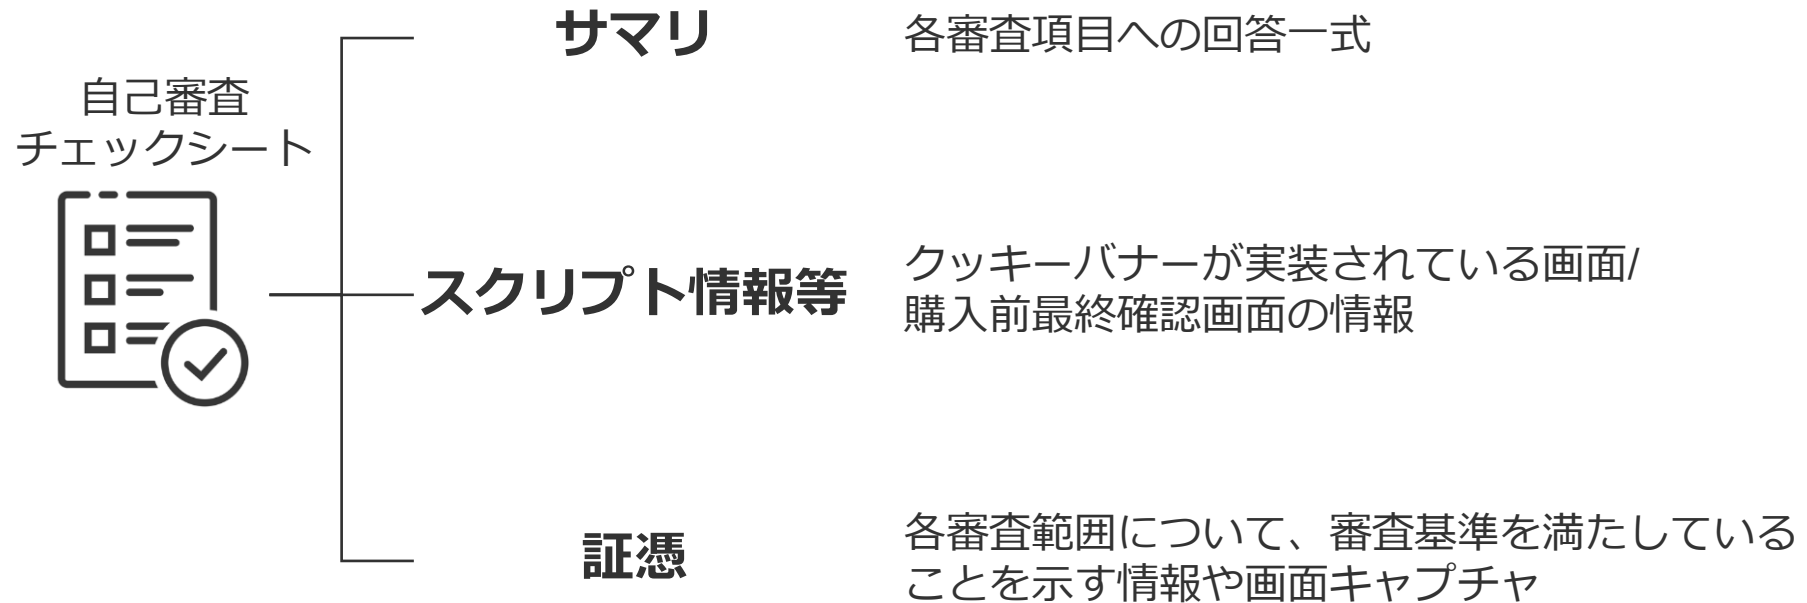 自己審査
チェックシート
サマリ
各審査項目への回答一式
スクリプト情報等
クッキーバナーが実装されている画面/
購入前最終確認画面の情報
証憑
各審査範囲について、審査基準を満たしている
ことを示す情報や画面キャプチャ